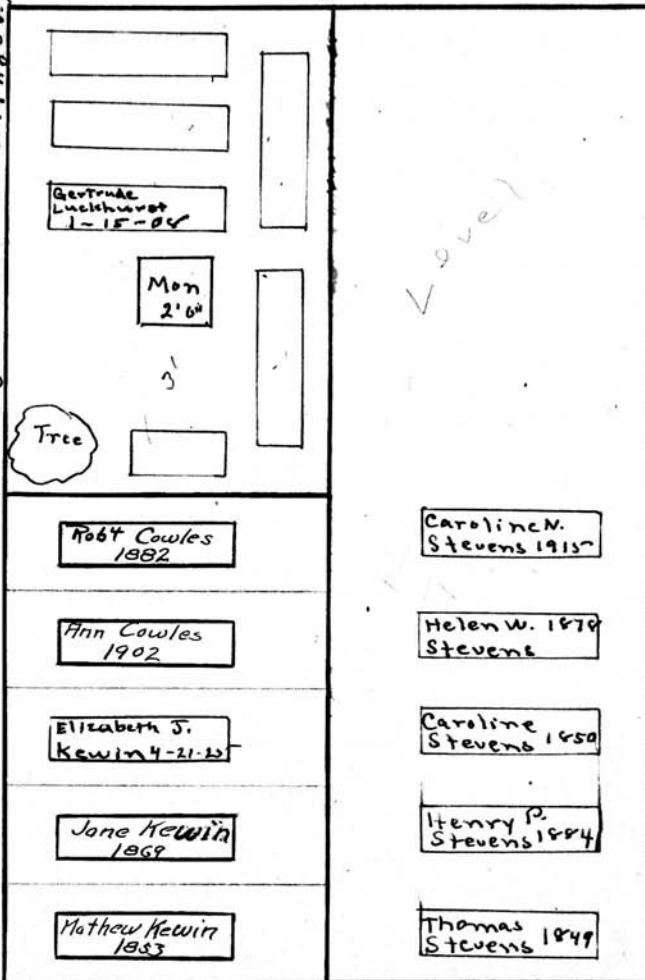 Gertrude
Luckhurst
1-15-08
Mon
2'6"
3'
Tree
Level
Robt Cowles
1882
Ann Cowles
1902
Elizabeth J.
Kewin 4-21-25
Jane Kewin
1869
Mathew Kewin
1853
Caroline N.
Stevens 1915
Helen W. 1878
Stevens
Caroline
Stevens 1850
Henry P.
Stevens 1884
Thomas
Stevens 1849